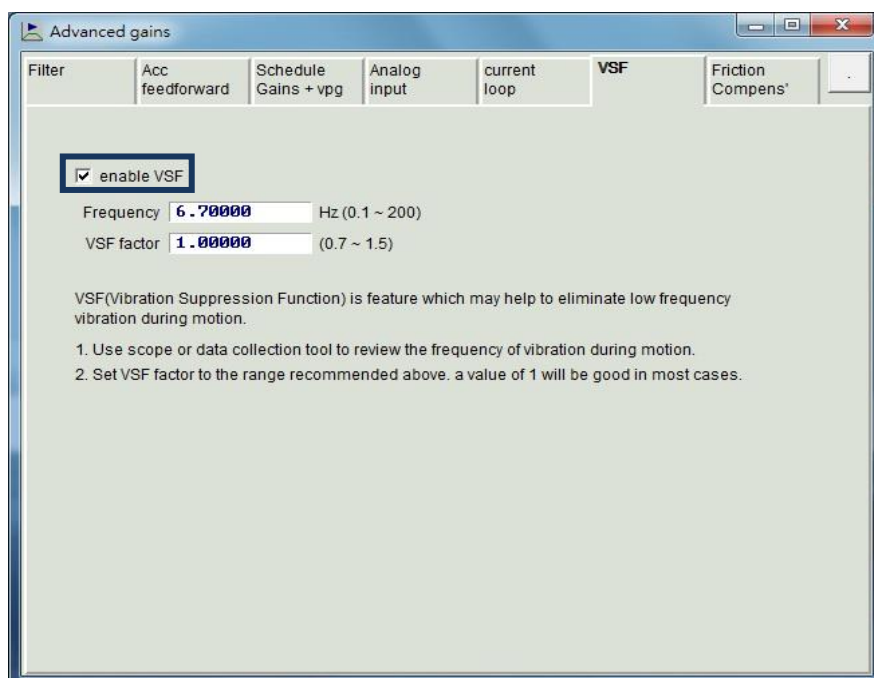 Advanced gains
Filter
Acc
feedforward
Schedule
Gains + vpg
Analog
input
current
loop
VSF
Friction
Compens'
.
enable VSF
Frequency 6.70000 Hz (0.1 ~ 200)
VSF factor 1.00000 (0.7 ~ 1.5)
VSF(Vibration Suppression Function) is feature which may help to eliminate low frequency
vibration during motion.
1. Use scope or data collection tool to review the frequency of vibration during motion.
2. Set VSF factor to the range recommended above. a value of 1 will be good in most cases.